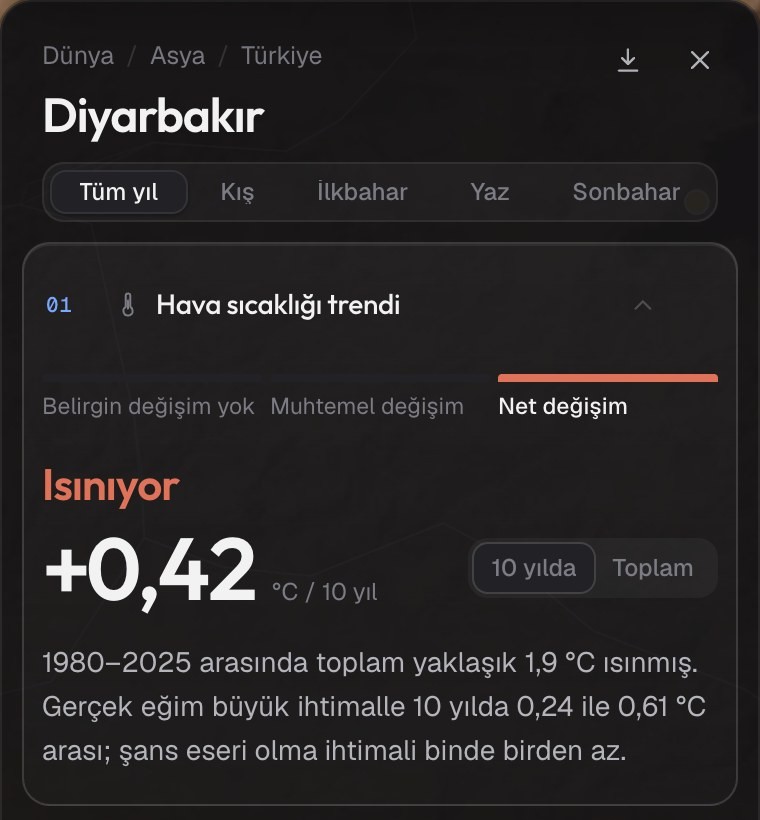 Dünya / Asya / Türkiye
Diyarbakır
Tüm yıl Kış İlkbahar Yaz Sonbahar
01 Hava sıcaklığı trendi
Belirgin değişim yok Muhtemel değişim Net değişim
Isınıyor
+0,42 °C / 10 yıl 10 yılda Toplam
1980–2025 arasında toplam yaklaşık 1,9 °C ısınmış.
Gerçek eğim büyük ihtimalle 10 yılda 0,24 ile 0,61 °C
arası; şans eseri olma ihtimali binde birden az.